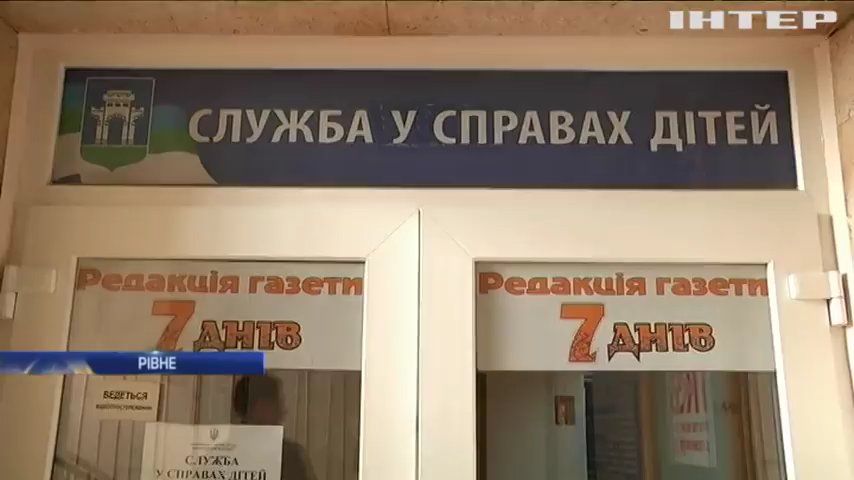 ІНТЕР
СЛУЖБА У СПРАВАХ ДІТЕЙ
Редакція газети
7 ДНІВ
Редакція газети
7 ДНІВ
РІВНЕ
ВЕДЕТЬСЯ
СЛУЖБА
У СПРАВАХ ДІТЕЙ